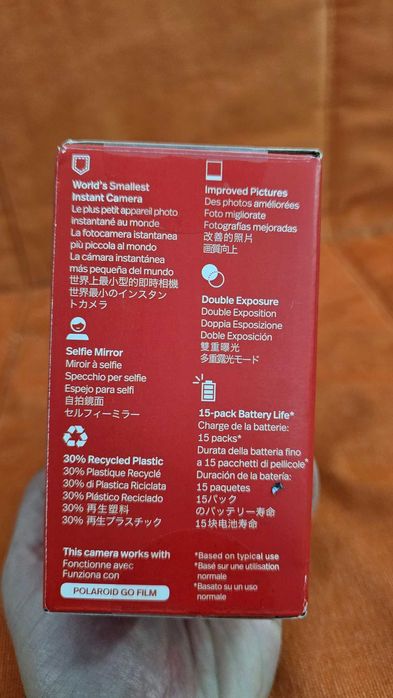 World's Smallest
Instant Camera
Le plus petit appareil photo
instantané au monde
La fotocamera istantanea
più piccola al mondo
La cámara instantánea
más pequeña del mundo
世界上最小型的即時相機
世界最小のインスタン
トカメラ
Selfie Mirror
Miroir à selfie
Specchio per selfie
Espejo para selfi
自拍鏡面
セルフィーミラー
30% Recycled Plastic
30% Plastique Recyclé
30% di Plastica Riciclata
30% Plástico Reciclado
30% 再生塑料
30% 再生プラスチック
This camera works with
Fonctionne avec
Funziona con
POLAROID GO FILM
Improved Pictures
Des photos améliorées
Foto migliorate
Fotografías mejoradas
改善的照片
画質向上
Double Exposure
Double Exposition
Doppia Esposizione
Doble Exposición
雙重曝光
多重露光モード
15-pack Battery Life*
Charge de la batterie:
15 packs*
Durata della batteria fino
a 15 pacchetti di pellicole*
Duración de la batería:
15 paquetes
15パック
のバッテリー寿命
15块电池寿命
*Based on typical use
*Basé sur une utilisation
normale
*Basato su un uso
normale